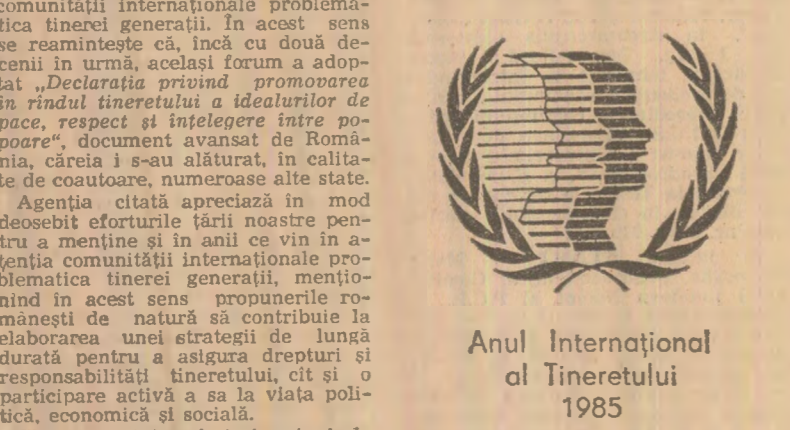 comunității internaționale problema-
tica tinerei generații. În acest sens
se reamintește că, încă cu două de-
cenii în urmă, același forum a adop-
tat „Declarația privind promovarea
în rîndul tineretului a idealurilor de
pace, respect și înțelegere între po-
poare“, document avansat de Româ-
nia, căreia i s-au alăturat, în calita-
te de coautoare, numeroase alte state.
Agenția citată apreciază în mod
deosebit eforturile țării noastre pen-
tru a menține și în anii ce vin în a-
tenția comunității internaționale pro-
blematica tinerei generații, mențio-
nînd în acest sens propunerile ro-
mânești de natură să contribuie la
elaborarea unei strategii de lungă
durată pentru a asigura drepturi și
responsabilități tineretului, cît și o
participare activă a sa la viața poli-
tică, economică și socială.
Anul Internațional
al Tineretului
1985